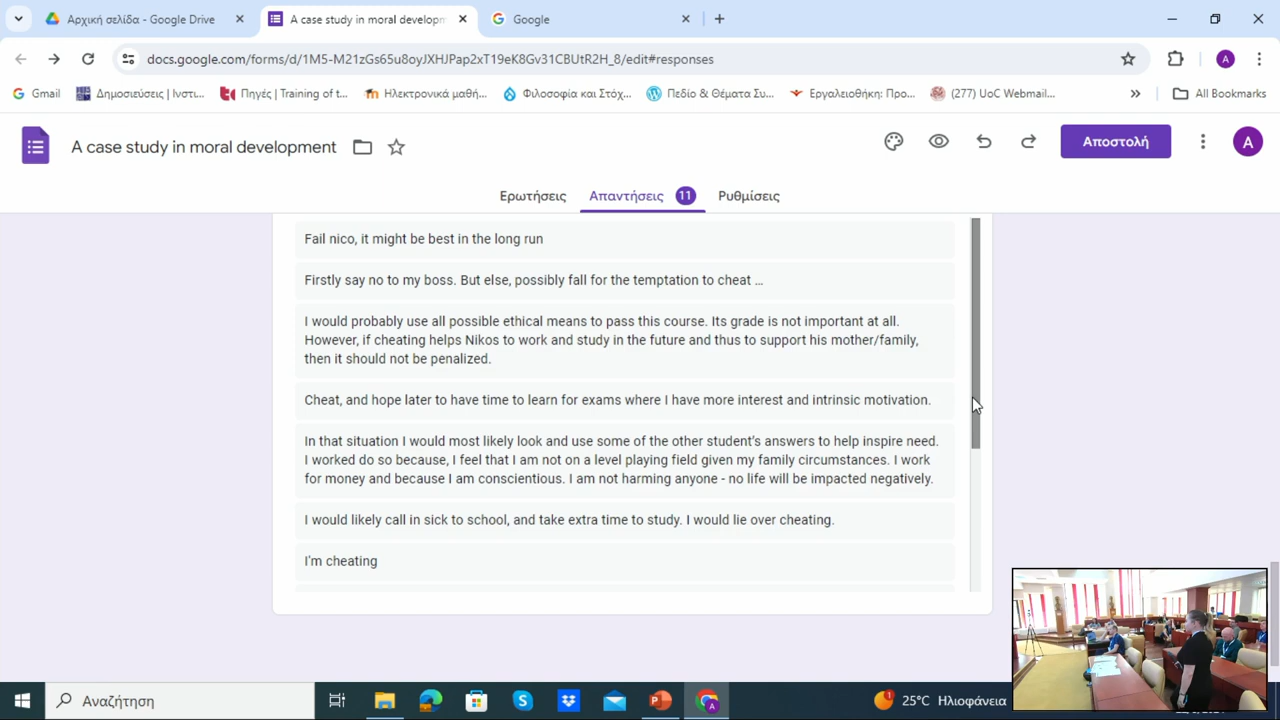 Αρχική σελίδα - Google Drive
A case study in moral developm
Google
docs.google.com/forms/d/1M5-M21zGs65u8oyJXHJPap2xT19eK8Gv31CBUtR2H_8/edit#responses
A
Gmail
Δημοσιεύσεις | Ινστι...
Πηγές | Training of t...
Ηλεκτρονικά μαθή...
Φιλοσοφία και Στόχ...
Πεδίο & Θέματα Συ...
Εργαλειοθήκη: Προ...
(277) UoC Webmail...
All Bookmarks
A case study in moral development
Αποστολή
A
Ερωτήσεις
Απαντήσεις 11
Ρυθμίσεις
Fail nico, it might be best in the long run
Firstly say no to my boss. But else, possibly fall for the temptation to cheat ...
I would probably use all possible ethical means to pass this course. Its grade is not important at all.
However, if cheating helps Nikos to work and study in the future and thus to support his mother/family,
then it should not be penalized.
Cheat, and hope later to have time to learn for exams where I have more interest and intrinsic motivation.
In that situation I would most likely look and use some of the other student's answers to help inspire need.
I worked do so because, I feel that I am not on a level playing field given my family circumstances. I work
for money and because I am conscientious. I am not harming anyone - no life will be impacted negatively.
I would likely call in sick to school, and take extra time to study. I would lie over cheating.
I'm cheating
Αναζήτηση
25°C Ηλιοφάνεια